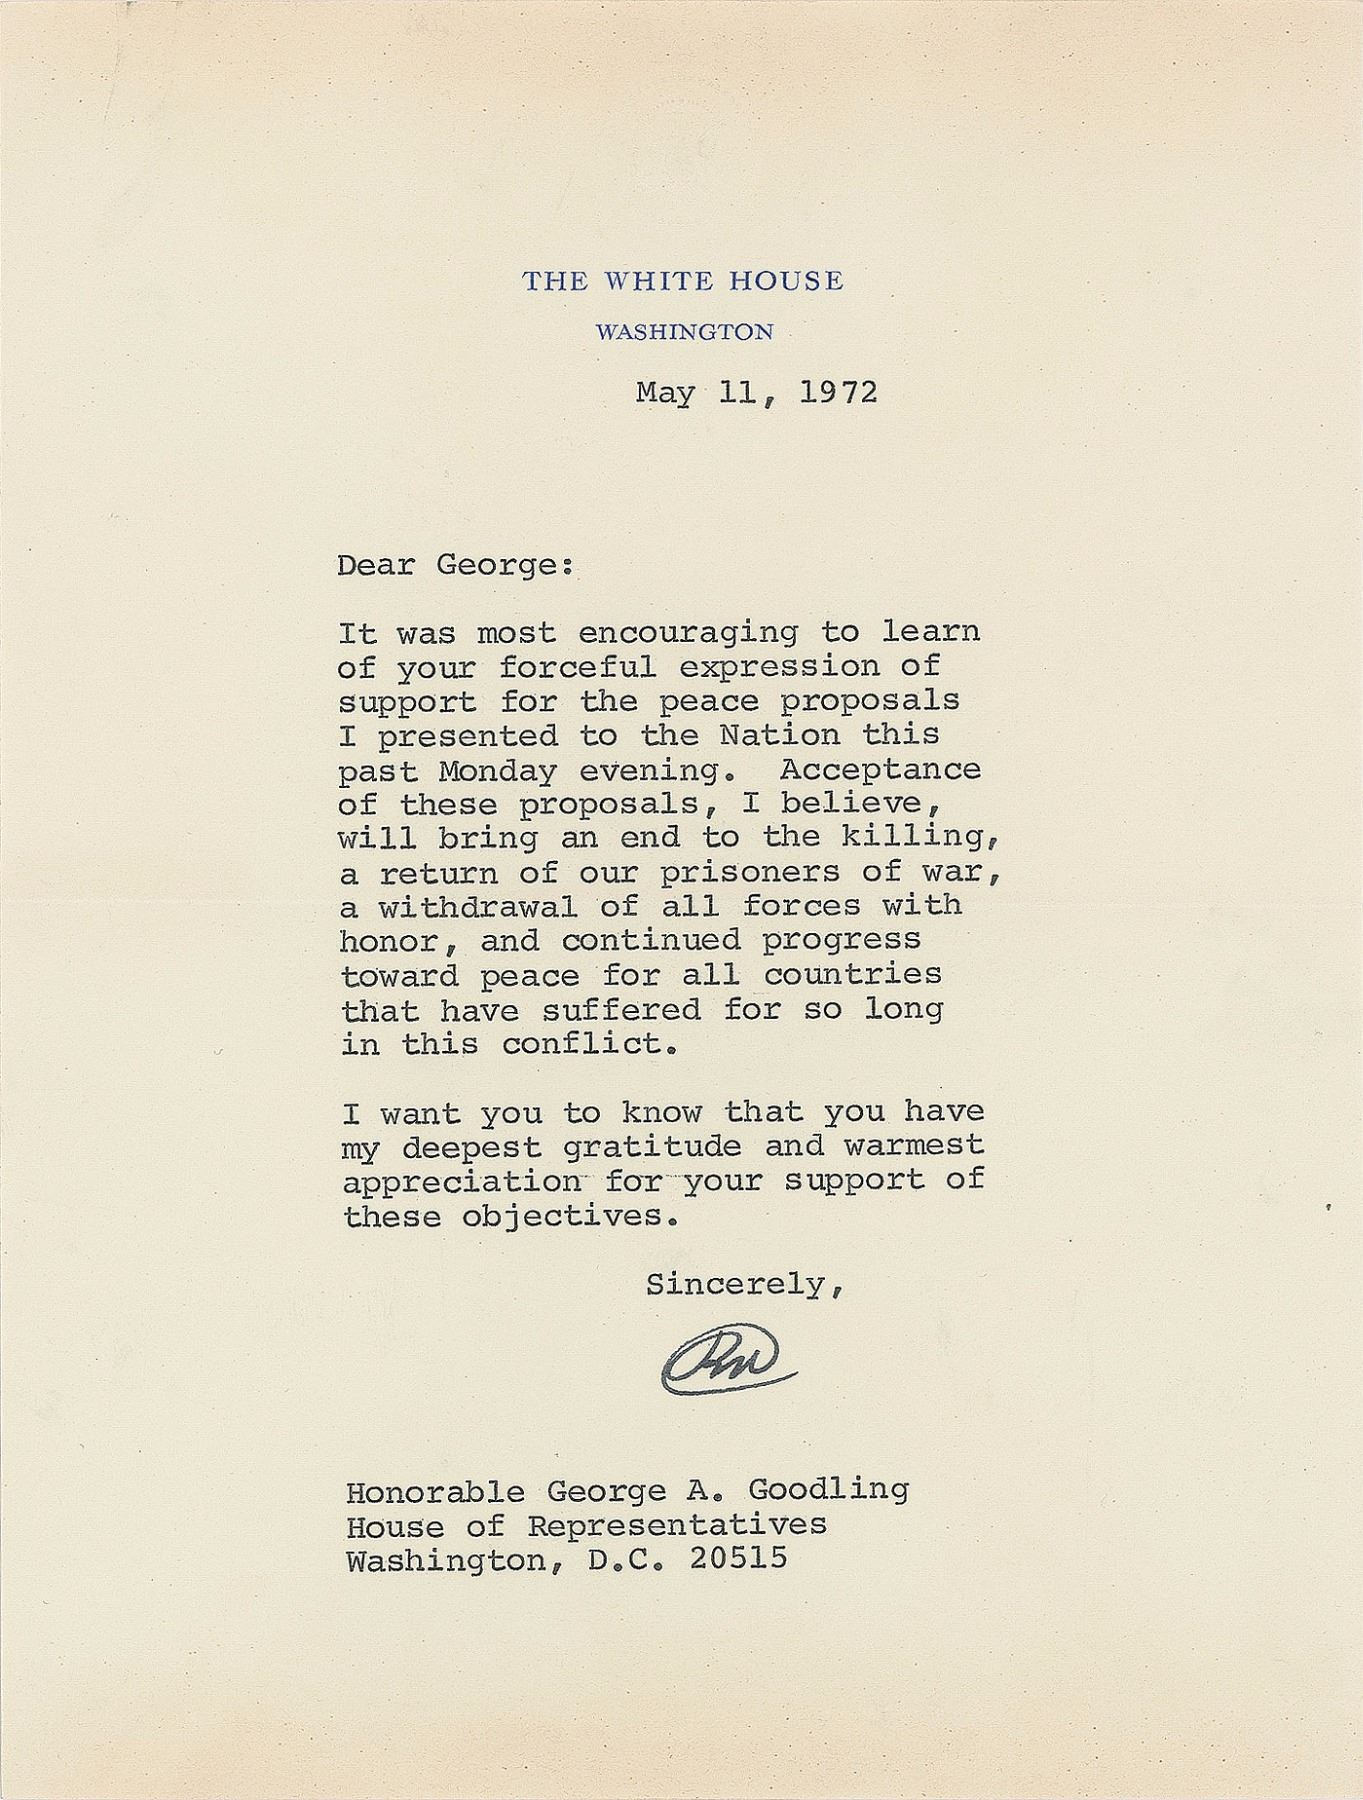 THE WHITE HOUSE
WASHINGTON
May 11, 1972
Dear George:
It was most encouraging to learn
of your forceful expression of
support for the peace proposals
I presented to the Nation this
past Monday evening.  Acceptance
of these proposals, I believe,
will bring an end to the killing,
a return of our prisoners of war,
a withdrawal of all forces with
honor, and continued progress
toward peace for all countries
that have suffered for so long
in this conflict.
I want you to know that you have
my deepest gratitude and warmest
appreciation for your support of
these objectives.
Sincerely,
RN
Honorable George A. Goodling
House of Representatives
Washington, D.C. 20515